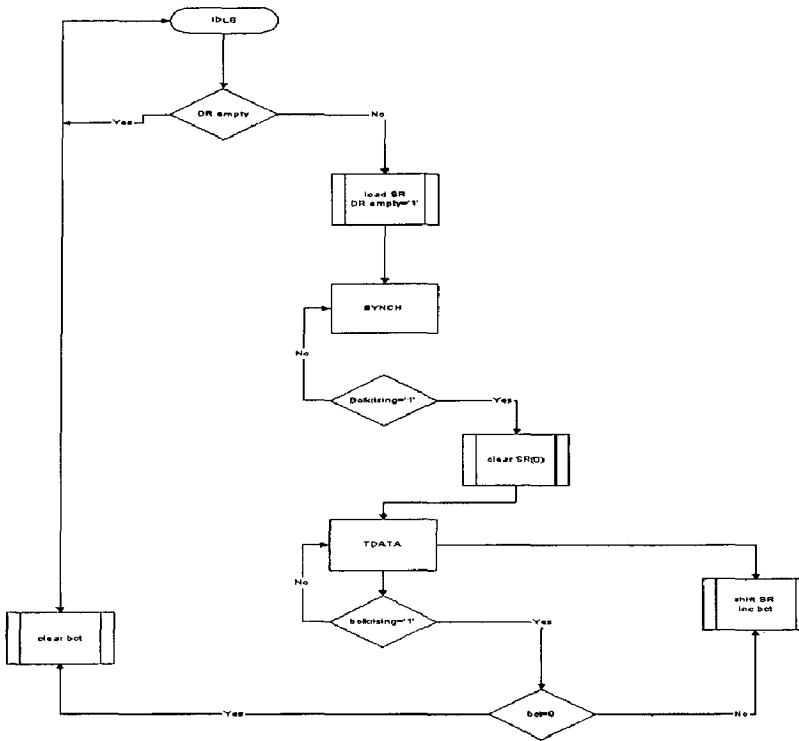 IDLE
DR empty
Yes
No
load SR
DR empty='1'
SYNCH
No
Bclkrising='1'
Yes
clear SR(0)
TDATA
No
bclkrising='1'
Yes
shift SR
inc bct
clear bct
Yes
bct=9
No